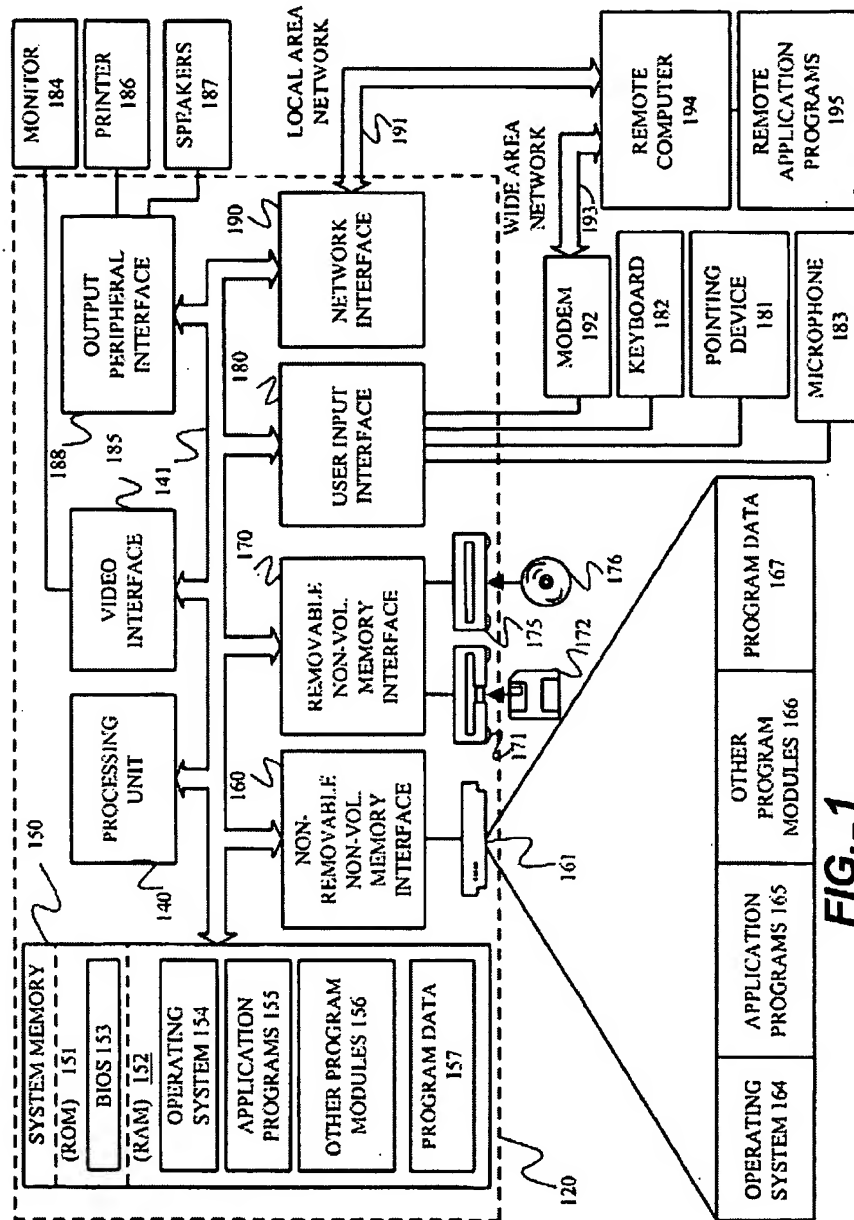 SYSTEM MEMORY
(ROM) 151
BIOS 153
(RAM) 152
OPERATING
SYSTEM 154
APPLICATION
PROGRAMS 155
OTHER PROGRAM
MODULES 156
PROGRAM DATA
157
150
120
PROCESSING
UNIT
140
VIDEO
INTERFACE
188
185
141
OUTPUT
PERIPHERAL
INTERFACE
MONITOR
184
PRINTER
186
SPEAKERS
187
160
NON-
REMOVABLE
NON-VOL.
MEMORY
INTERFACE
170
REMOVABLE
NON-VOL.
MEMORY
INTERFACE
180
USER INPUT
INTERFACE
190
NETWORK
INTERFACE
LOCAL AREA
NETWORK
191
161
171
172
175
176
WIDE AREA
NETWORK
193
MODEM
192
KEYBOARD
182
POINTING
DEVICE
181
MICROPHONE
183
REMOTE
COMPUTER
194
REMOTE
APPLICATION
PROGRAMS
195
OPERATING
SYSTEM 164
APPLICATION
PROGRAMS 165
OTHER
PROGRAM
MODULES 166
PROGRAM DATA
167
FIG._1